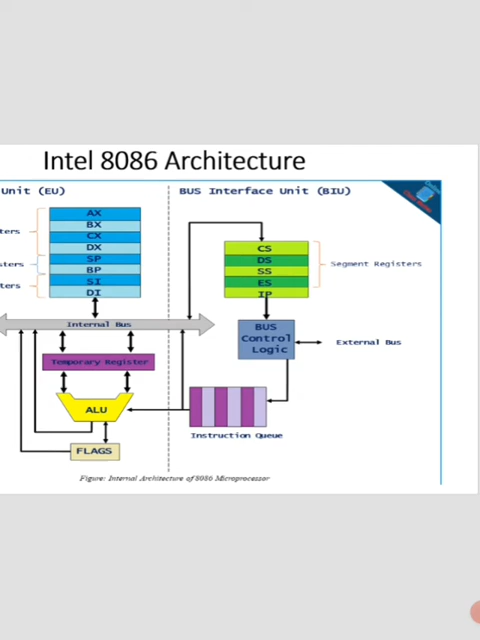 Intel 8086 Architecture
Unit (EU)
BUS Interface Unit (BIU)
AX
BX
CX
DX
SP
BP
SI
DI
ters
sters
ters
CS
DS
SS
ES
IP
Segment Registers
Internal Bus
BUS
Control
Logic
External Bus
Temporary Register
ALU
Instruction Queue
FLAGS
Figure: Internal Architecture of 8086 Microprocessor